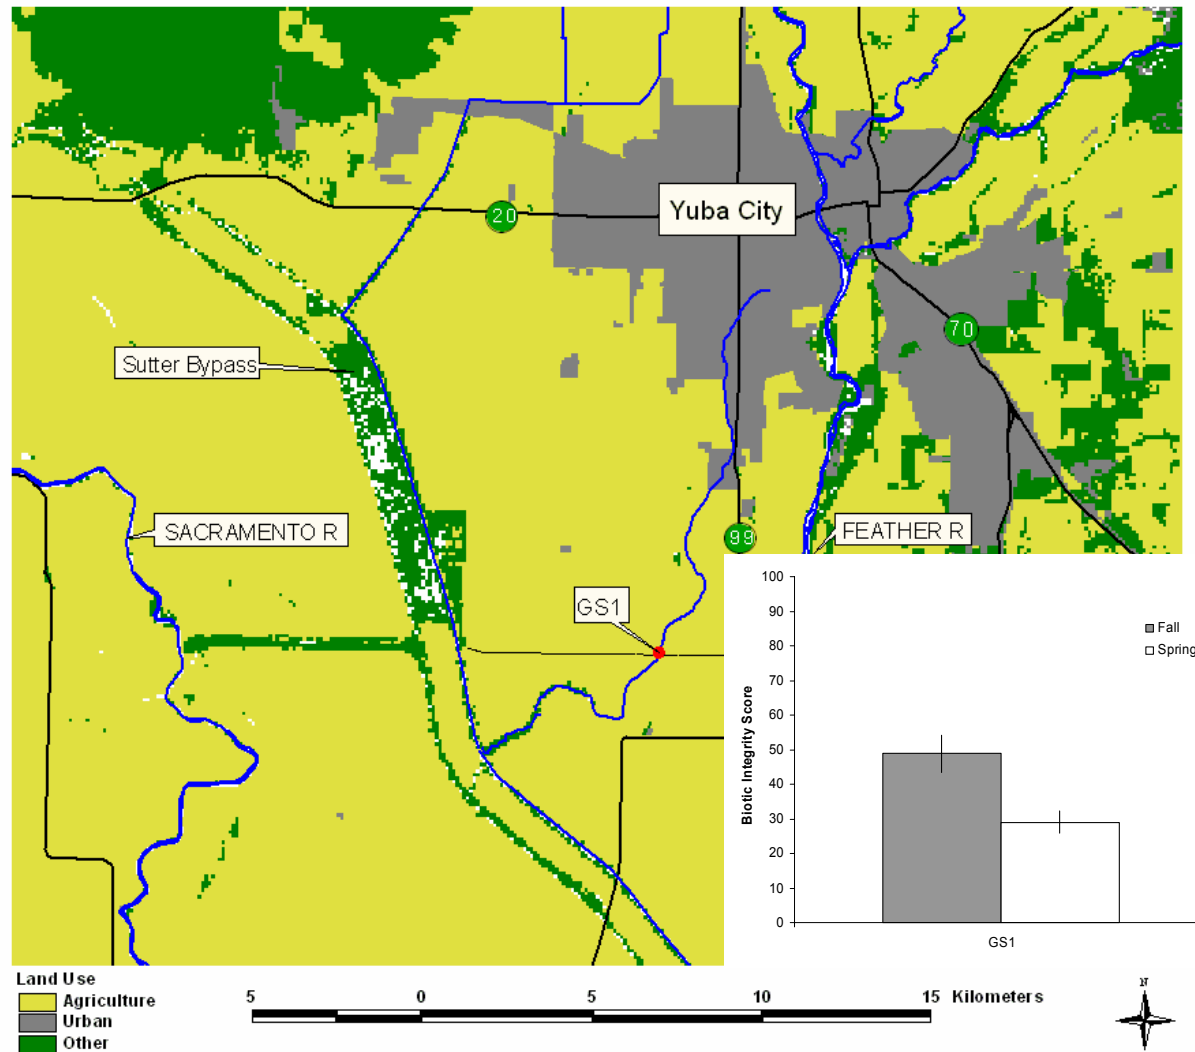 Yuba City
20
70
Sutter Bypass
SACRAMENTO R
99
FEATHER R
GS1
100
90
80
70
60
50
40
30
20
10
0
Biotic Integrity Score
Fall
Spring
GS1
Land Use
Agriculture
Urban
Other
5 0 5 10 15 Kilometers
N